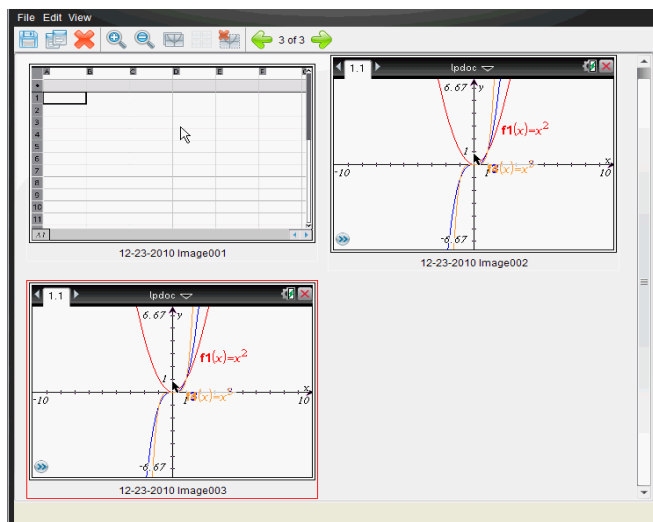 File Edit View
3 of 3
A B C D E F
1
2
3
4
5
6
7
8
9
10
11
A1
12-23-2010 Image001
1.1 lpdoc
6.67 y
f1(x)=x²
1
x
-10 10
-6.67
12-23-2010 Image002
1.1 lpdoc
6.67 y
f1(x)=x²
1
x
-10 10
-6.67
12-23-2010 Image003